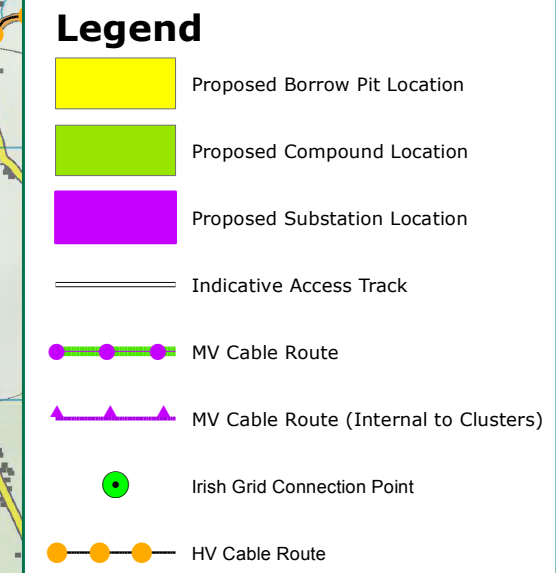 Legend
Proposed Borrow Pit Location
Proposed Compound Location
Proposed Substation Location
Indicative Access Track
MV Cable Route
MV Cable Route (Internal to Clusters)
Irish Grid Connection Point
HV Cable Route